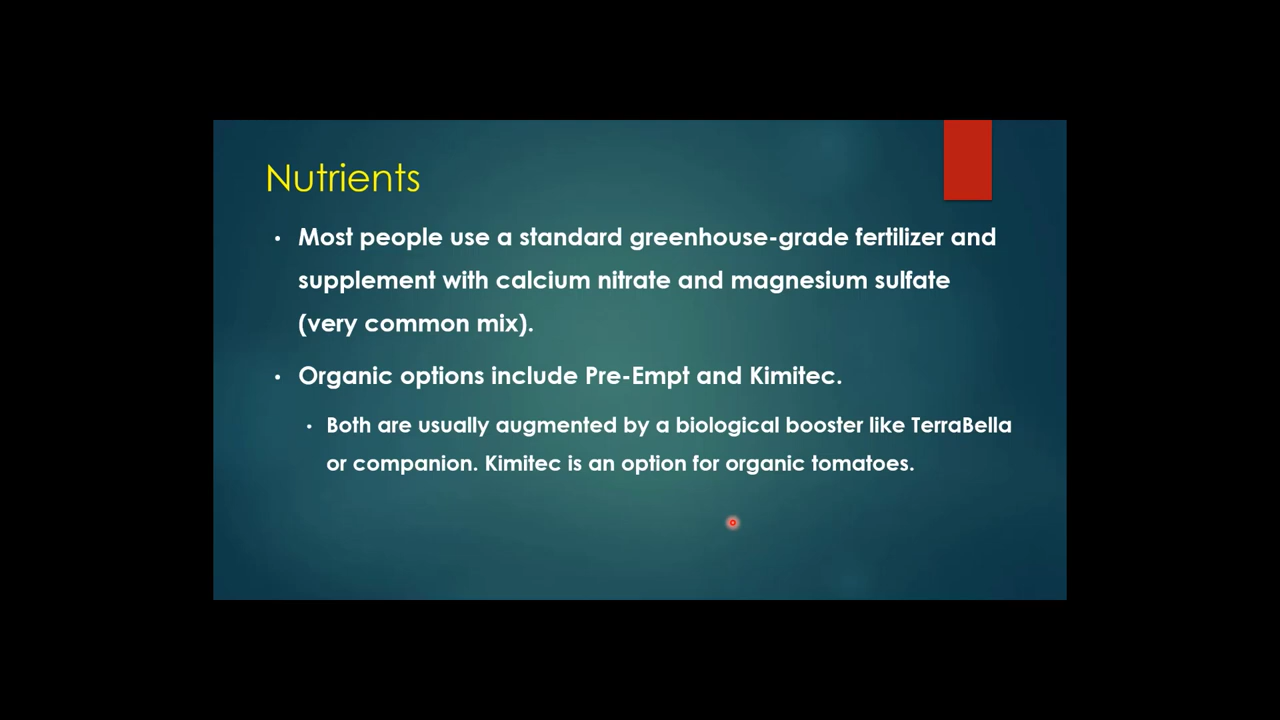 Nutrients
• Most people use a standard greenhouse-grade fertilizer and
supplement with calcium nitrate and magnesium sulfate
(very common mix).
• Organic options include Pre-Empt and Kimitec.
• Both are usually augmented by a biological booster like TerraBella
or companion. Kimitec is an option for organic tomatoes.